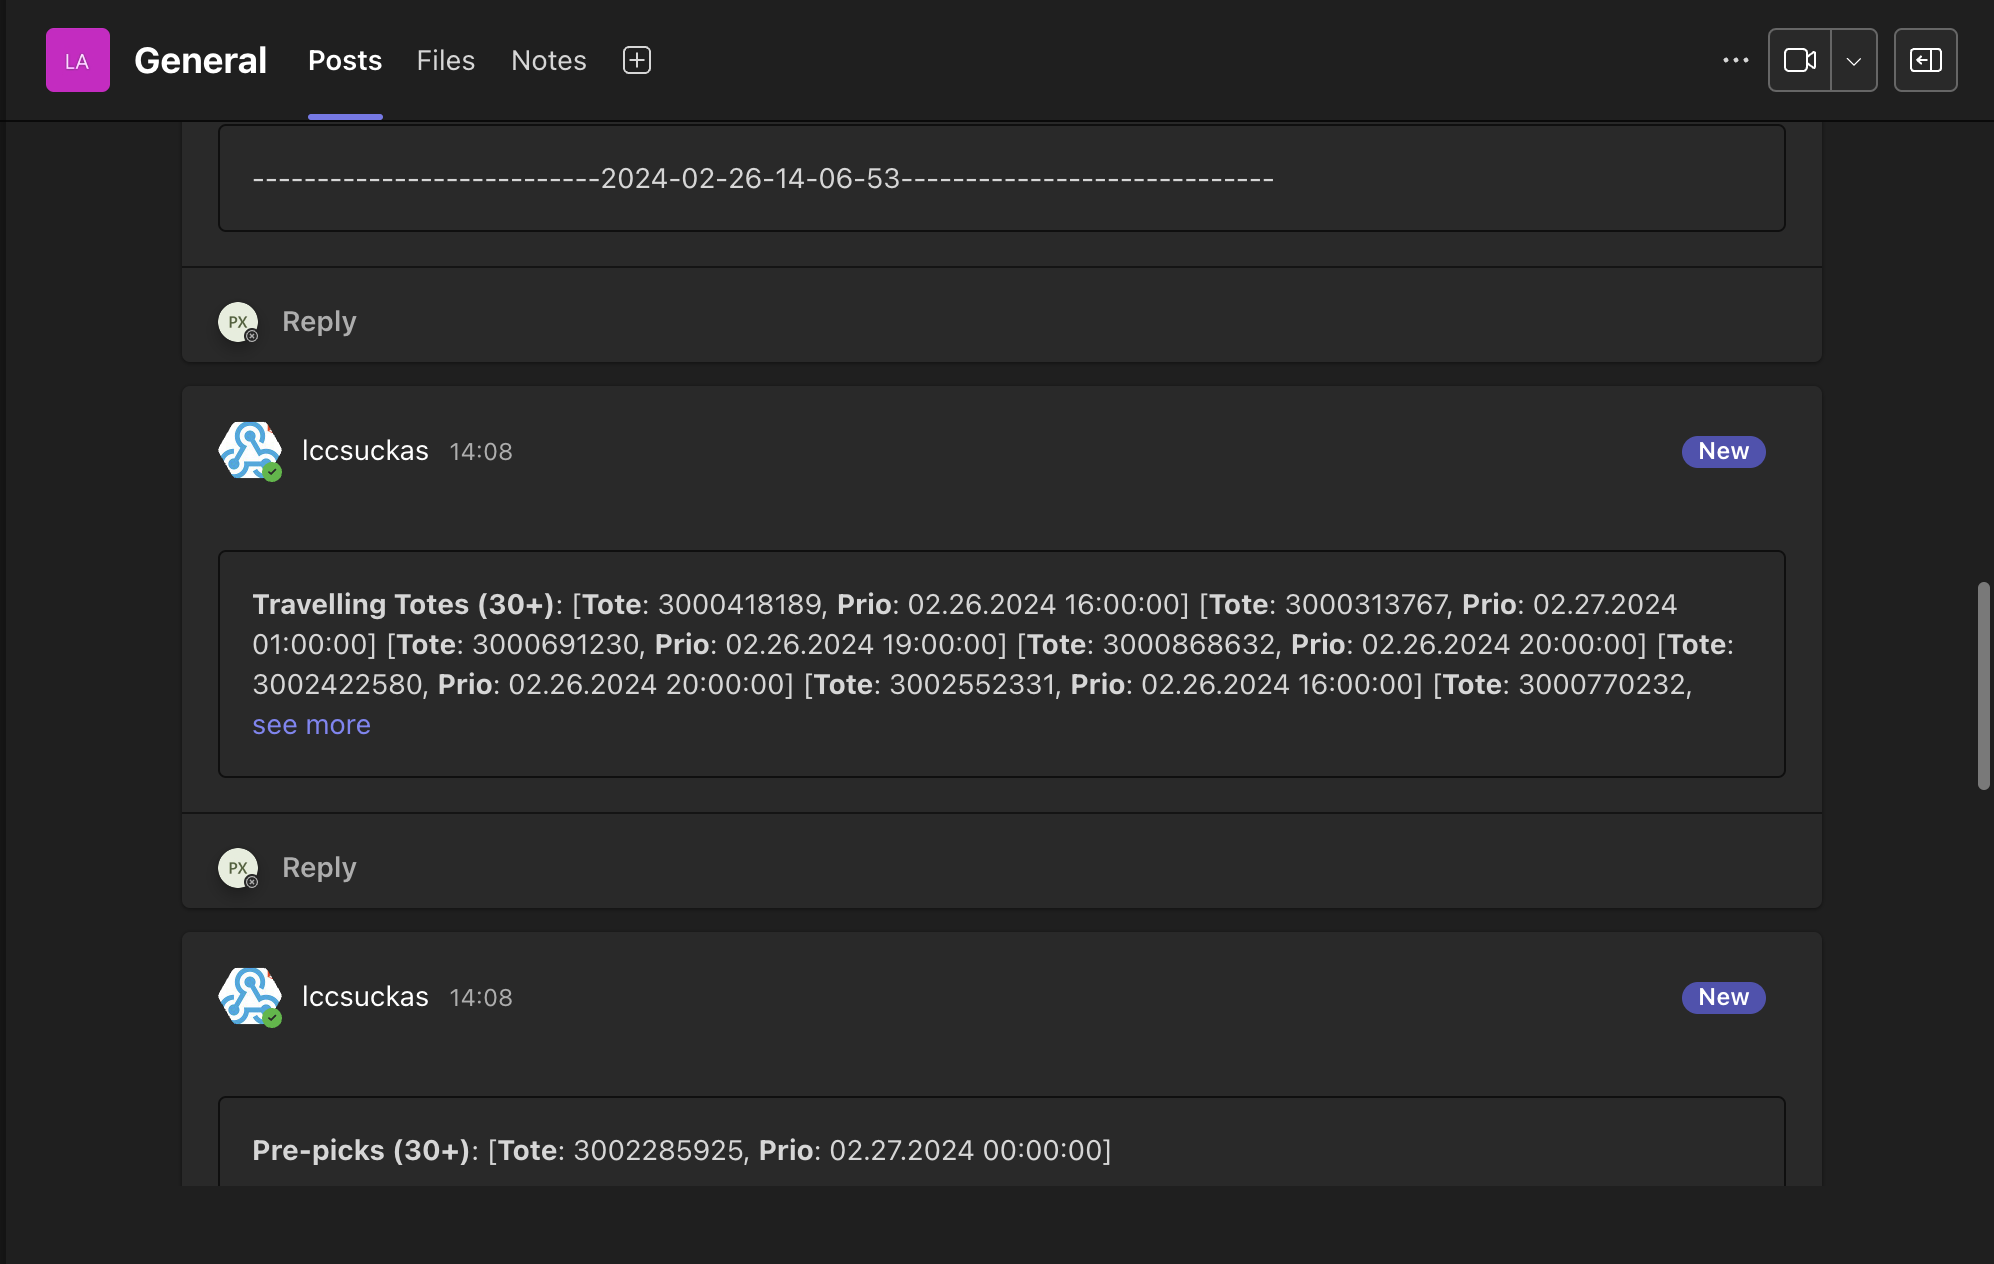 LA
General Posts Files Notes
---------------------------2024-02-26-14-06-53-----------------------------
PX Reply
lccsuckas 14:08 New
Travelling Totes (30+): [Tote: 3000418189, Prio: 02.26.2024 16:00:00] [Tote: 3000313767, Prio: 02.27.2024
01:00:00] [Tote: 3000691230, Prio: 02.26.2024 19:00:00] [Tote: 3000868632, Prio: 02.26.2024 20:00:00] [Tote:
3002422580, Prio: 02.26.2024 20:00:00] [Tote: 3002552331, Prio: 02.26.2024 16:00:00] [Tote: 3000770232,
see more
PX Reply
lccsuckas 14:08 New
Pre-picks (30+): [Tote: 3002285925, Prio: 02.27.2024 00:00:00]